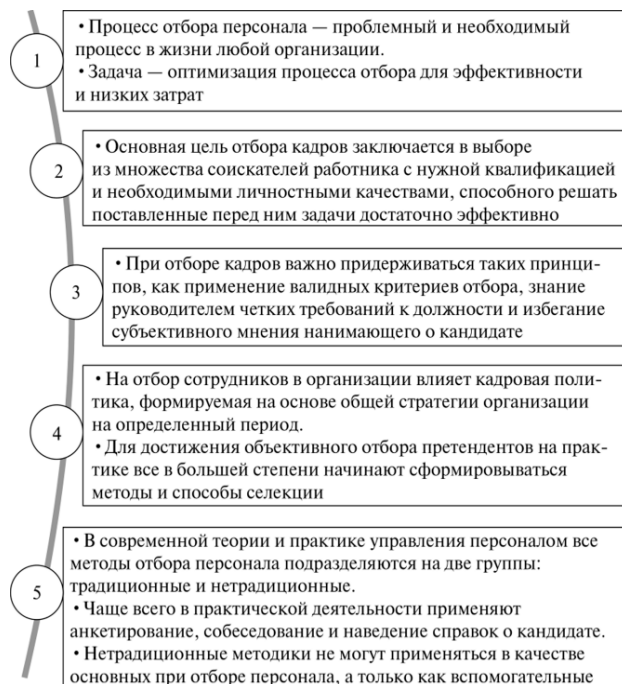 1
• Процесс отбора персонала — проблемный и необходимый
процесс в жизни любой организации.
• Задача — оптимизация процесса отбора для эффективности
и низких затрат
2
• Основная цель отбора кадров заключается в выборе
из множества соискателей работника с нужной квалификацией
и необходимыми личностными качествами, способного решать
поставленные перед ним задачи достаточно эффективно
3
• При отборе кадров важно придерживаться таких принци-
пов, как применение валидных критериев отбора, знание
руководителем четких требований к должности и избегание
субъективного мнения нанимающего о кандидате
4
• На отбор сотрудников в организации влияет кадровая поли-
тика, формируемая на основе общей стратегии организации
на определенный период.
• Для достижения объективного отбора претендентов на прак-
тике все в большей степени начинают сформировываться
методы и способы селекции
5
• В современной теории и практике управления персоналом все
методы отбора персонала подразделяются на две группы:
традиционные и нетрадиционные.
• Чаще всего в практической деятельности применяют
анкетирование, собеседование и наведение справок о кандидате.
• Нетрадиционные методики не могут применяться в качестве
основных при отборе персонала, а только как вспомогательные